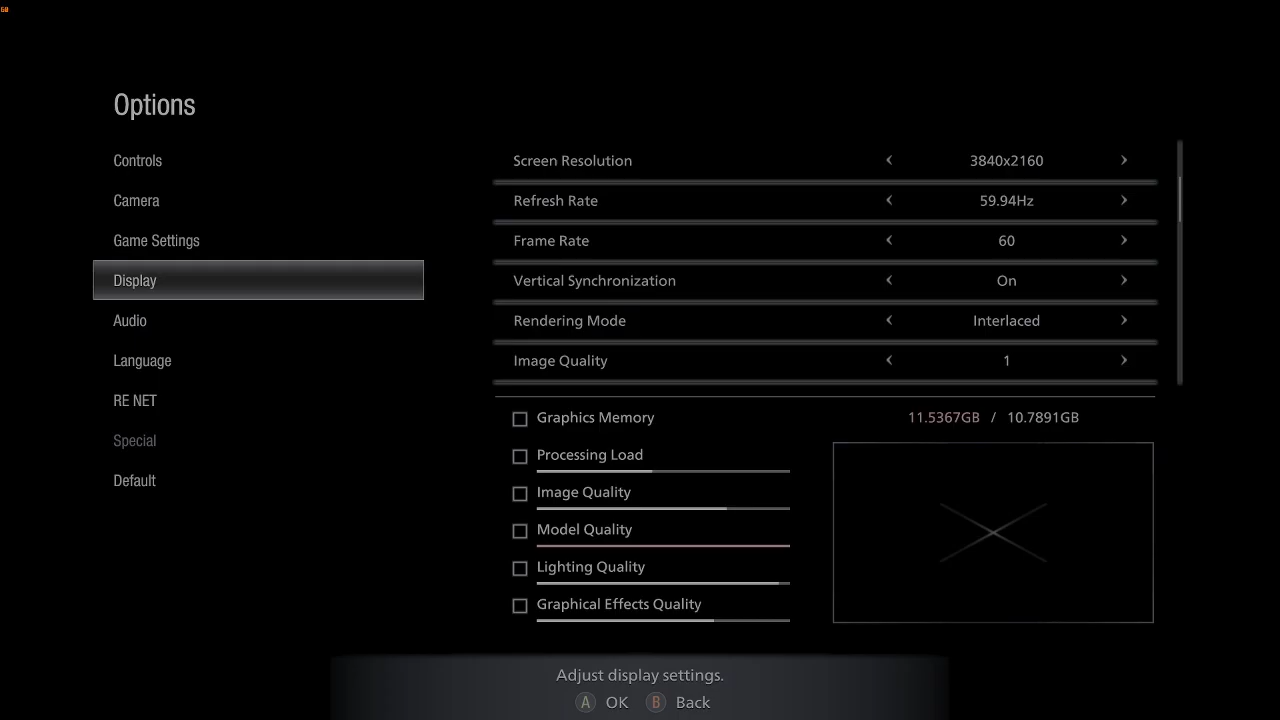 60
Options
Controls
Camera
Game Settings
Display
Audio
Language
RE NET
Special
Default
Screen Resolution 3840x2160
Refresh Rate 59.94Hz
Frame Rate 60
Vertical Synchronization On
Rendering Mode Interlaced
Image Quality 1
Graphics Memory 11.5367GB / 10.7891GB
Processing Load
Image Quality
Model Quality
Lighting Quality
Graphical Effects Quality
Adjust display settings.
A OK B Back